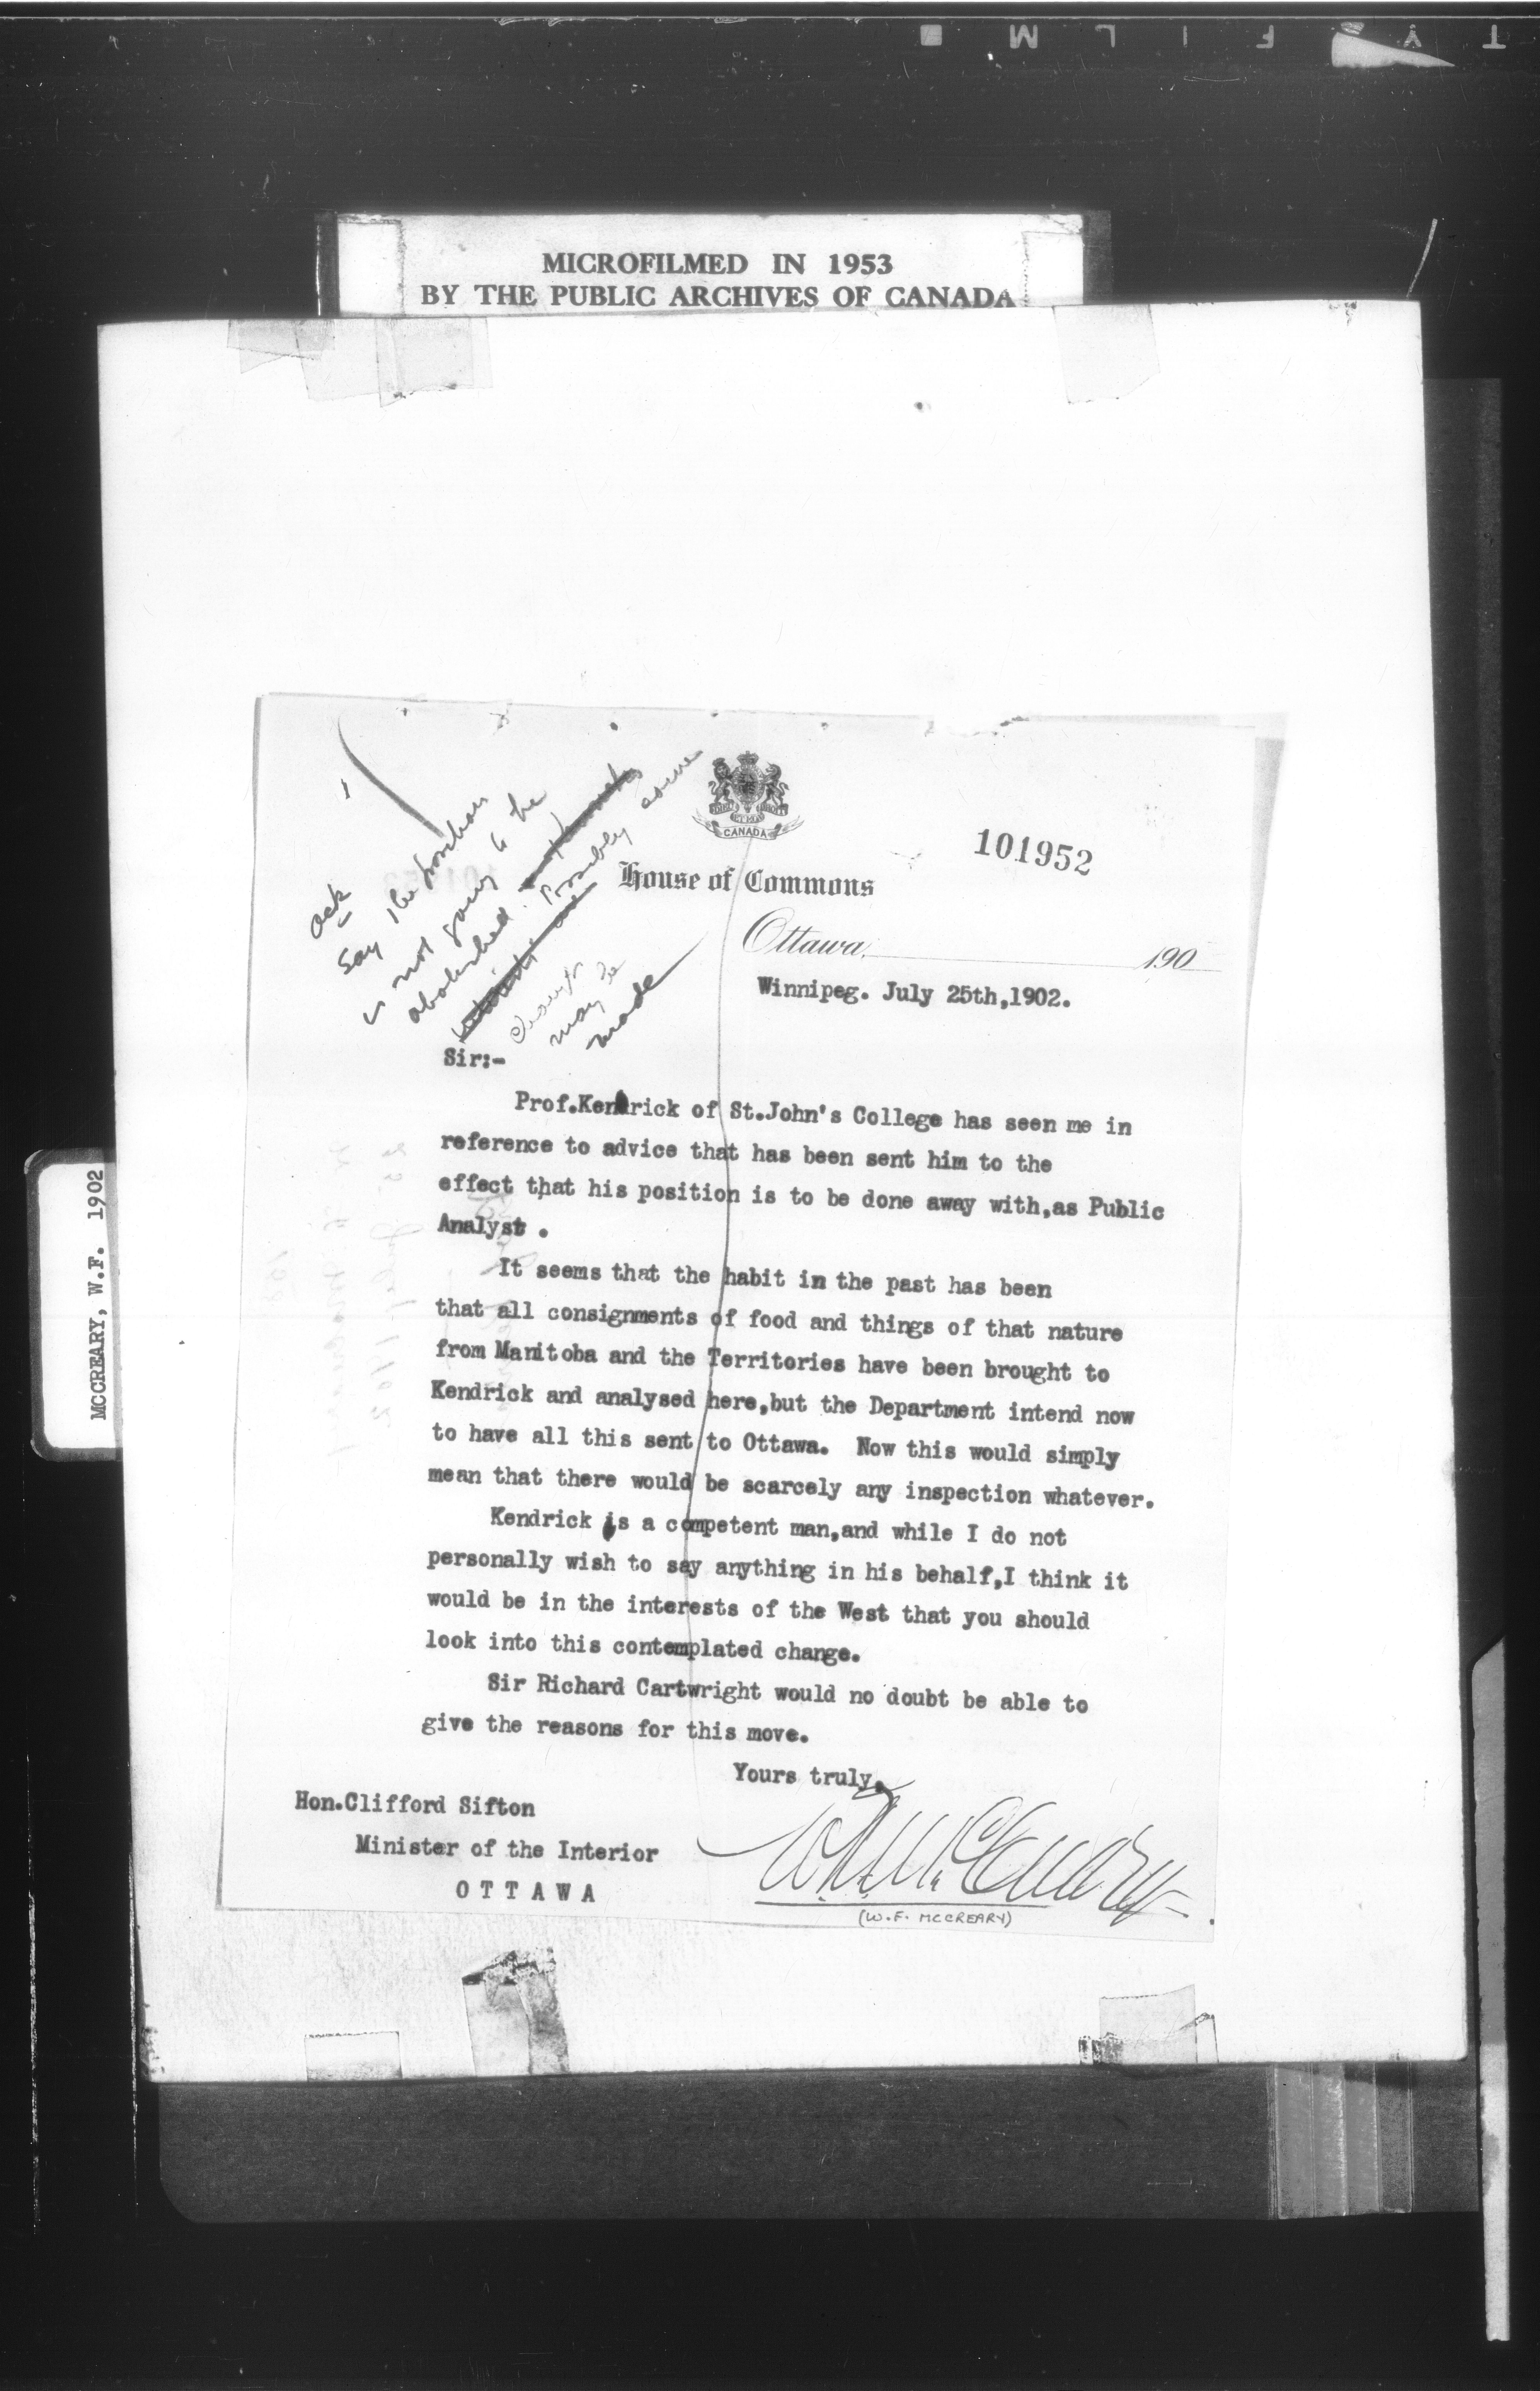 T Y F I L M
MICROFILMED IN 1953
BY THE PUBLIC ARCHIVES OF CANADA
MCCREARY, W.F. 1902
Ack
Say the position
is not going to be
abolished. Possibly some
change
may be
made
CANADA
101952
House of Commons
Ottawa, 190
Winnipeg. July 25th,1902.
Sir:-
Prof.Kendrick of St.John's College has seen me in
reference to advice that has been sent him to the
effect that his position is to be done away with,as Public
Analyst .
It seems that the habit in the past has been
that all consignments of food and things of that nature
from Manitoba and the Territories have been brought to
Kendrick and analysed here,but the Department intend now
to have all this sent to Ottawa. Now this would simply
mean that there would be scarcely any inspection whatever.
Kendrick is a competent man,and while I do not
personally wish to say anything in his behalf,I think it
would be in the interests of the West that you should
look into this contemplated change.
Sir Richard Cartwright would no doubt be able to
give the reasons for this move.
Yours truly,
Hon.Clifford Sifton
Minister of the Interior
OTTAWA
W.F. McCreary
(W.F. MCCREARY)